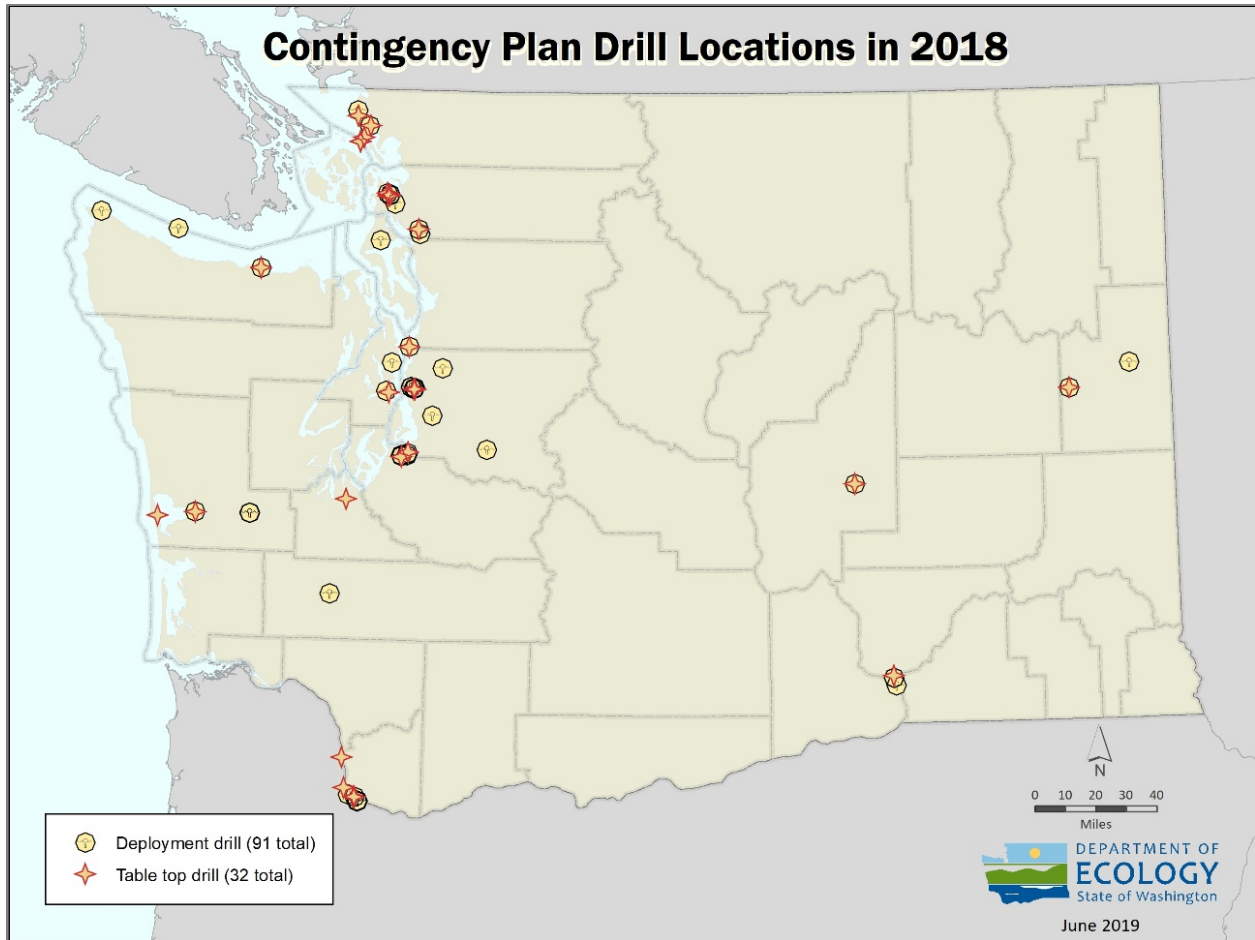 Contingency Plan Drill Locations in 2018
Deployment drill (91 total)
Table top drill (32 total)
N
0 10 20 30 40
Miles
DEPARTMENT OF
ECOLOGY
State of Washington
June 2019